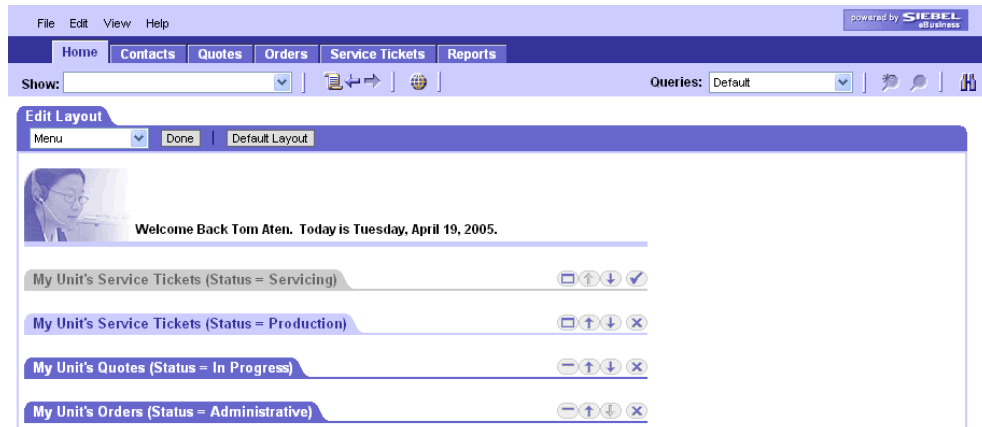 File Edit View Help
powered by SIEBEL
eBusiness
Home Contacts Quotes Orders Service Tickets Reports
Show: Queries: Default
Edit Layout
Menu Done Default Layout
Welcome Back Tom Aten. Today is Tuesday, April 19, 2005.
My Unit's Service Tickets (Status = Servicing)
My Unit's Service Tickets (Status = Production)
My Unit's Quotes (Status = In Progress)
My Unit's Orders (Status = Administrative)